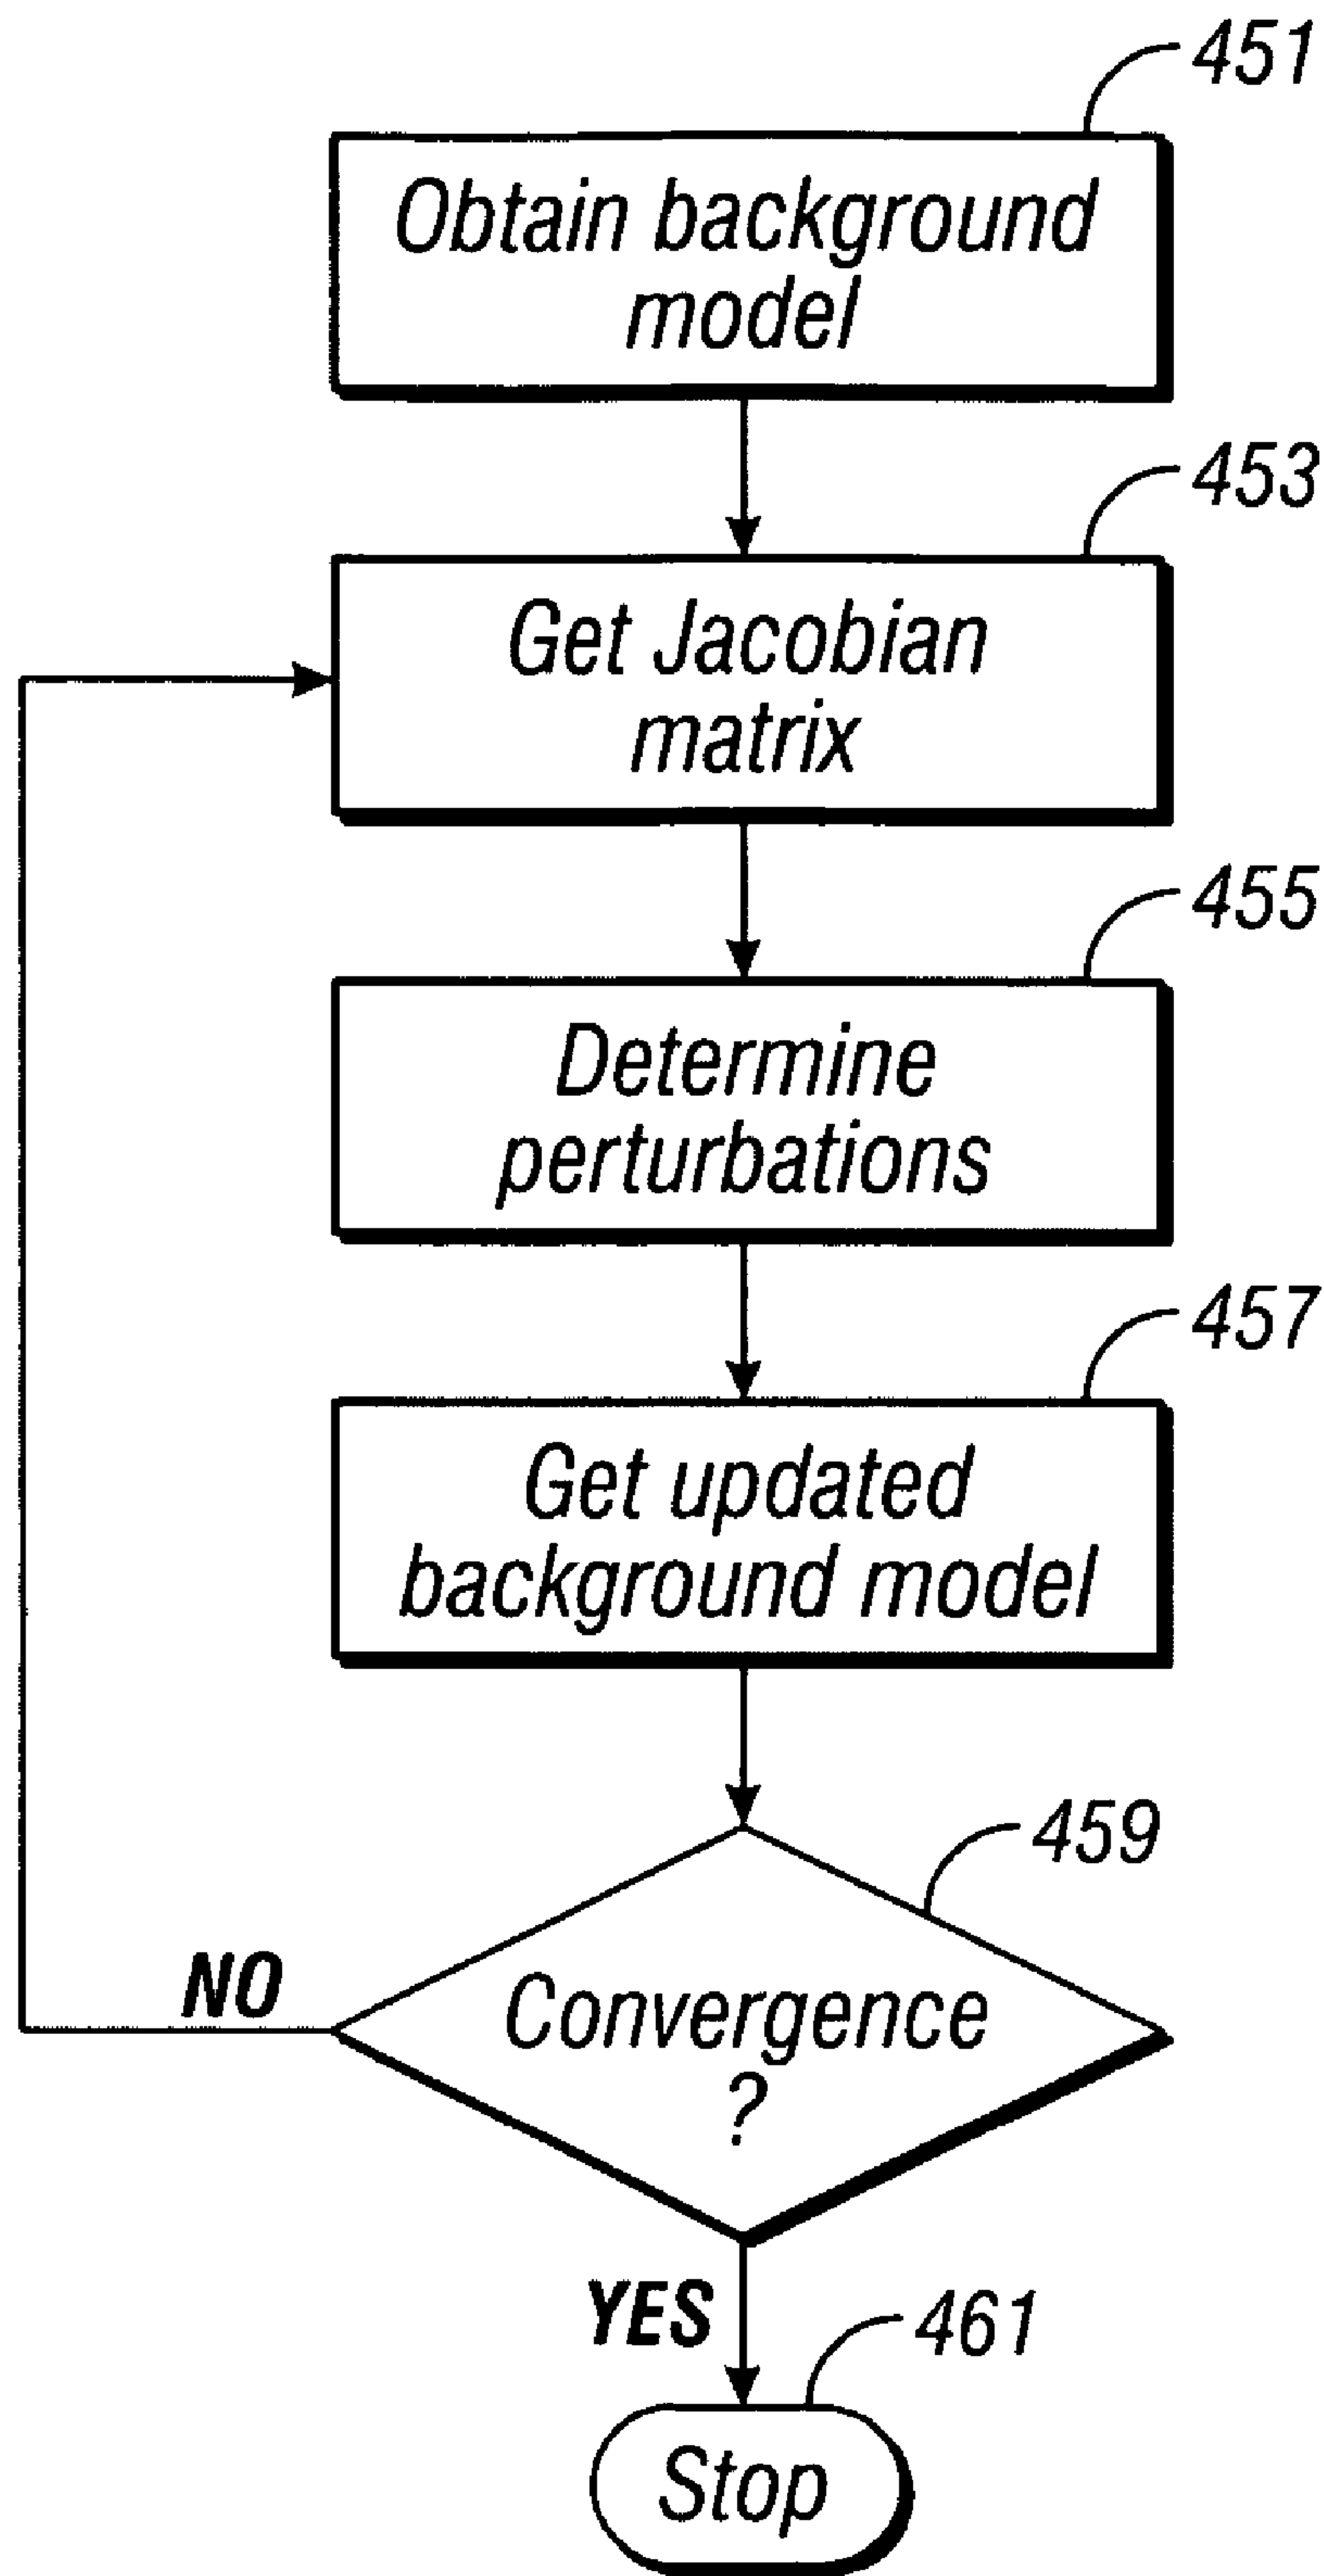 451
Obtain background
model
453
Get Jacobian
matrix
455
Determine
perturbations
457
Get updated
background model
459
NO
Convergence
?
YES
461
Stop